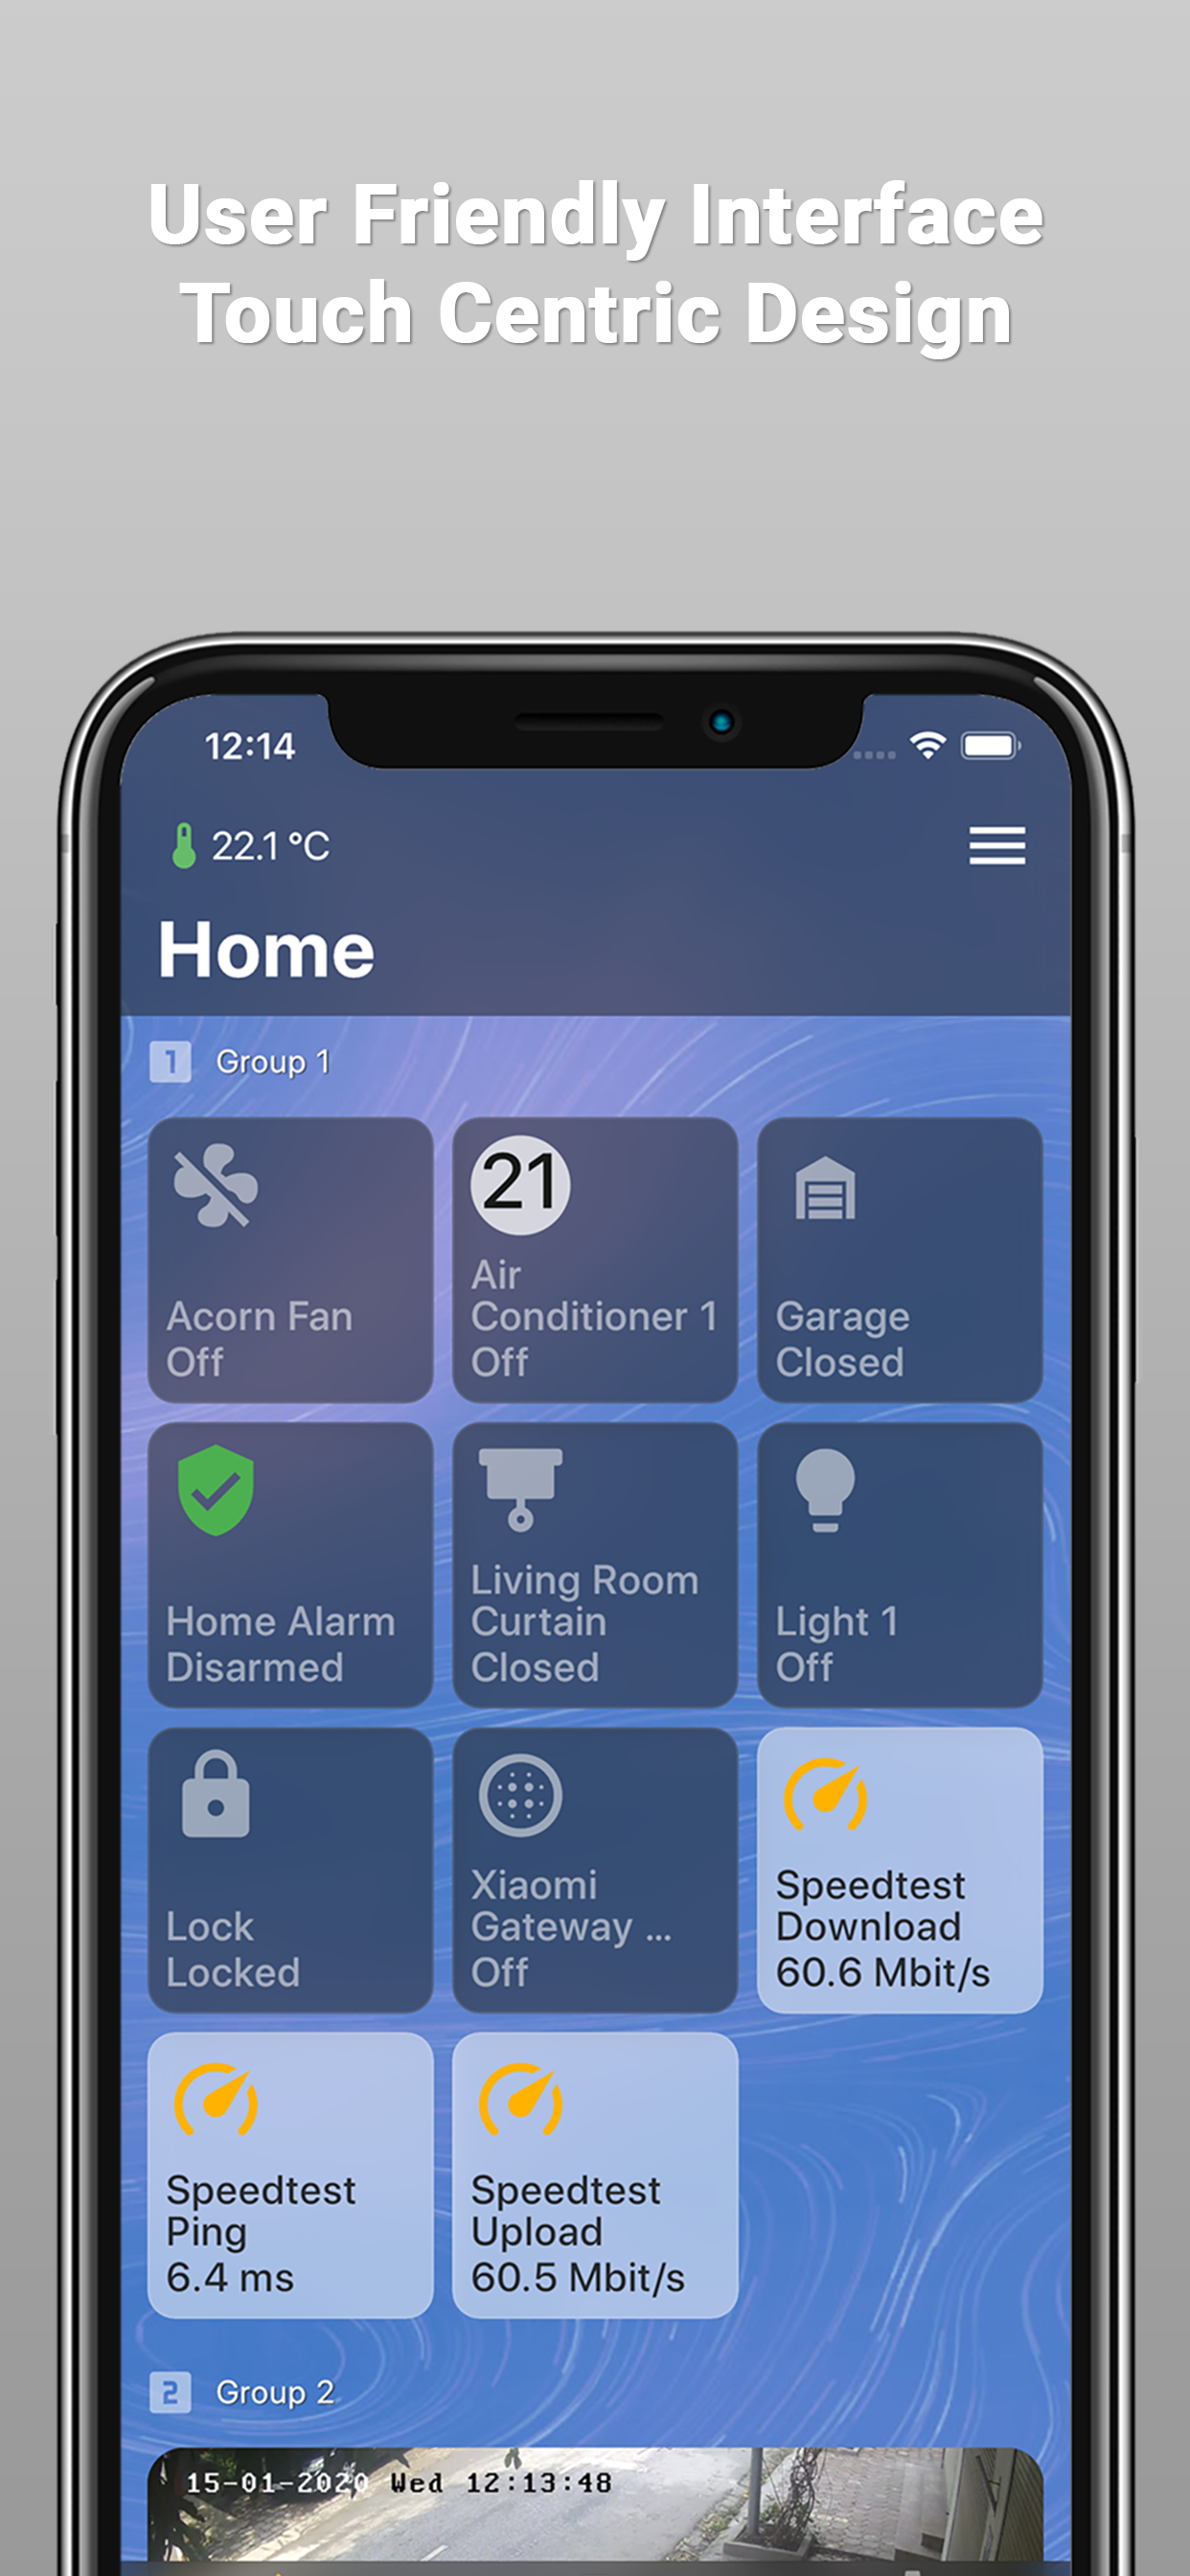 User Friendly Interface
Touch Centric Design
12:14
22.1 °C
Home
1 Group 1
Acorn Fan
Off
21
Air
Conditioner 1
Off
Garage
Closed
Home Alarm
Disarmed
Living Room
Curtain
Closed
Light 1
Off
Lock
Locked
Xiaomi
Gateway ...
Off
Speedtest
Download
60.6 Mbit/s
Speedtest
Ping
6.4 ms
Speedtest
Upload
60.5 Mbit/s
2 Group 2
15-01-2020 Wed 12:13:48